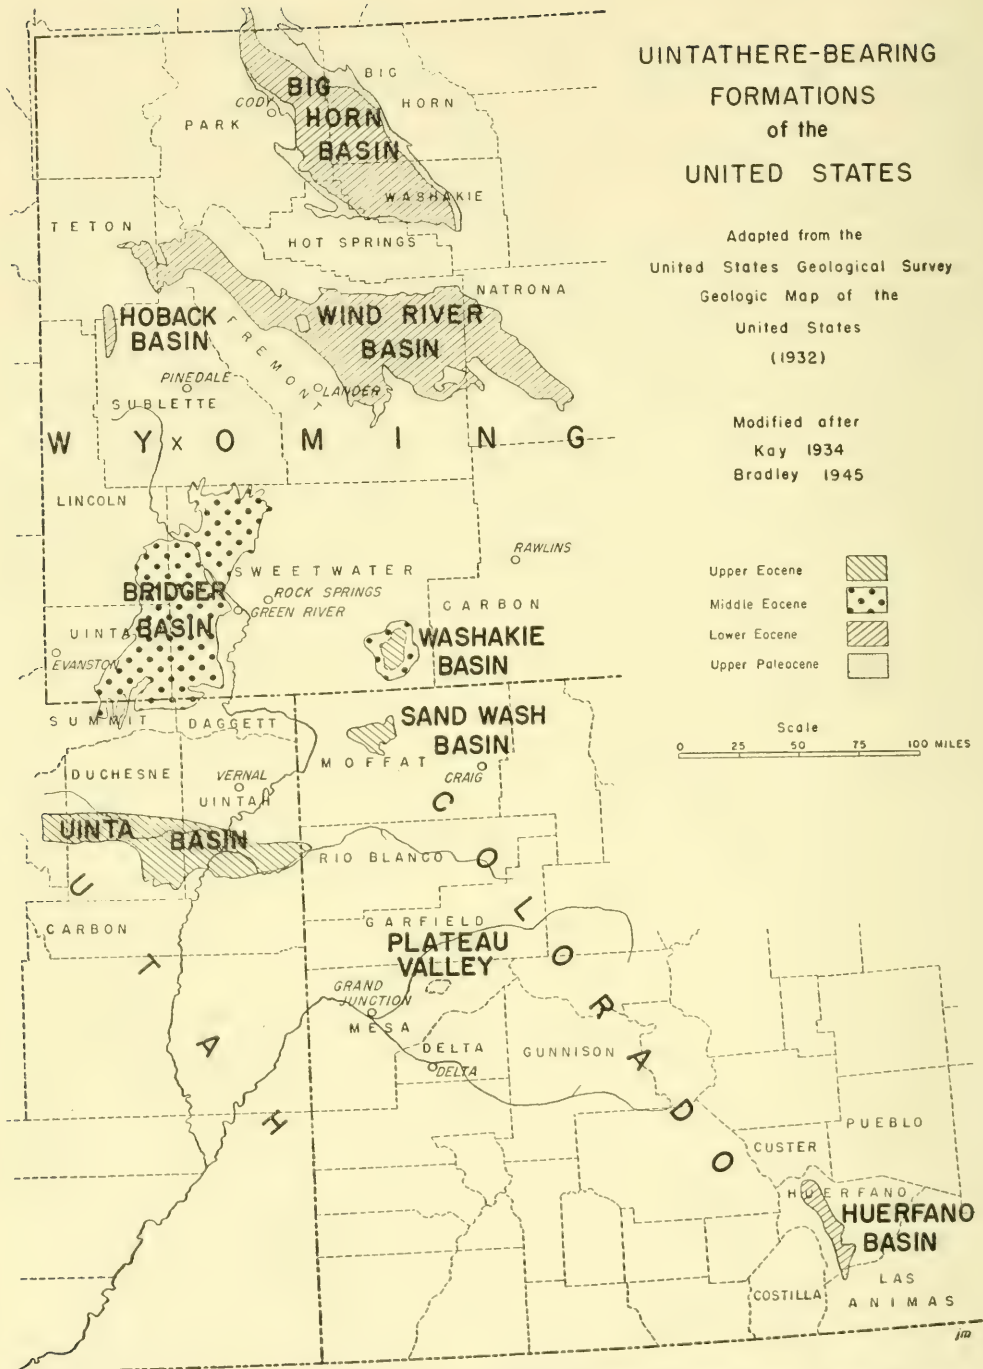 UINTATHERE-BEARING
FORMATIONS
of the
UNITED STATES
Adapted from the
United States Geological Survey
Geologic Map of the
United States
(1932)
Modified after
Kay 1934
Bradley 1945
Upper Eocene
Middle Eocene
Lower Eocene
Upper Paleocene
Scale
0 25 50 75 100 MILES
BIG
HORN
BASIN
BIG
HORN
CODY
PARK
WASHAKIE
TETON
HOT SPRINGS
NATRONA
HOBACK
BASIN
WIND RIVER
BASIN
FREMONT
PINEDALE
LANDER
SUBLETTE
WY x OMING
LINCOLN
RAWLINS
SWEETWATER
BRIDGER
BASIN
ROCK SPRINGS
GREEN RIVER
CARBON
UINTA
WASHAKIE
BASIN
EVANSTON
SUMMIT
DAGGETT
SAND WASH
BASIN
MOFFAT
CRAIG
DUCHESNE
VERNAL
UINTAH
UINTA BASIN
RIO BLANCO
COLORADO
UTAH
CARBON
GARFIELD
PLATEAU
VALLEY
GRAND
JUNCTION
MESA
DELTA
DELTA
GUNNISON
PUEBLO
CUSTER
HUERFANO
HUERFANO
BASIN
COSTILLA
LAS
ANIMAS
jm